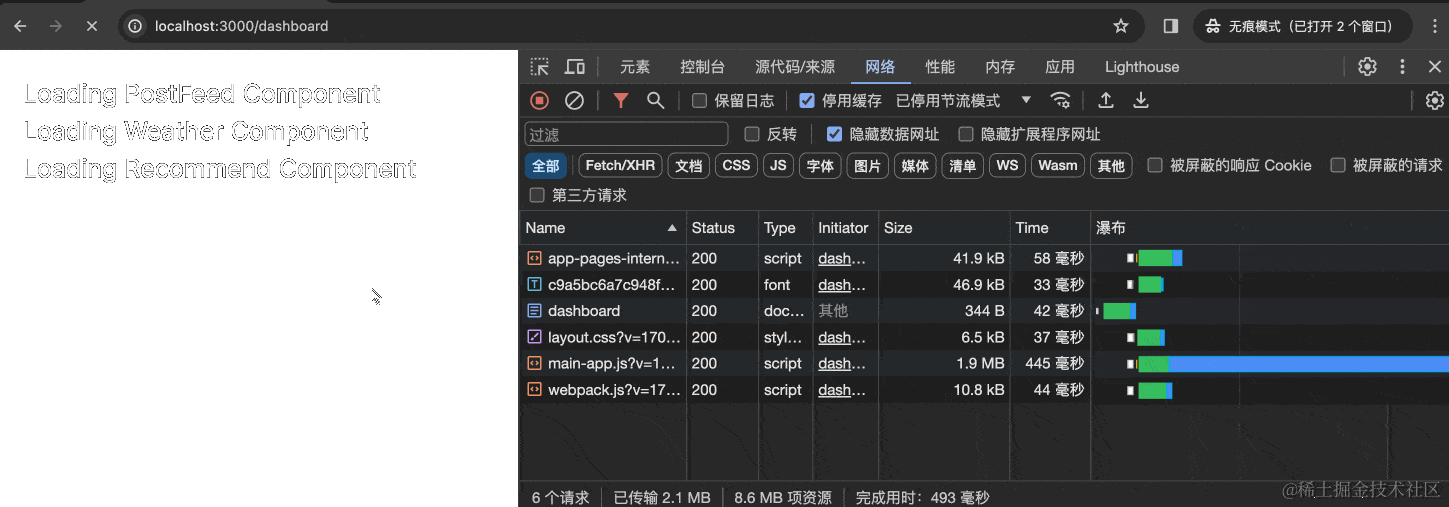 localhost:3000/dashboard
无痕模式（已打开 2 个窗口）
Loading PostFeed Component
Loading Weather Component
Loading Recommend Component
元素 控制台 源代码/来源 网络 性能 内存 应用 Lighthouse
保留日志 停用缓存 已停用节流模式
过滤 反转 隐藏数据网址 隐藏扩展程序网址
全部 Fetch/XHR 文档 CSS JS 字体 图片 媒体 清单 WS Wasm 其他 被屏蔽的响应 Cookie 被屏蔽的请求
第三方请求
Name Status Type Initiator Size Time 瀑布
app-pages-intern... 200 script dash... 41.9 kB 58 毫秒
c9a5bc6a7c948f... 200 font dash... 46.9 kB 33 毫秒
dashboard 200 doc... 其他 344 B 42 毫秒
layout.css?v=170... 200 styl... dash... 6.5 kB 37 毫秒
main-app.js?v=1... 200 script dash... 1.9 MB 445 毫秒
webpack.js?v=17... 200 script dash... 10.8 kB 44 毫秒
6 个请求 已传输 2.1 MB 8.6 MB 项资源 完成用时：493 毫秒
@稀土掘金技术社区